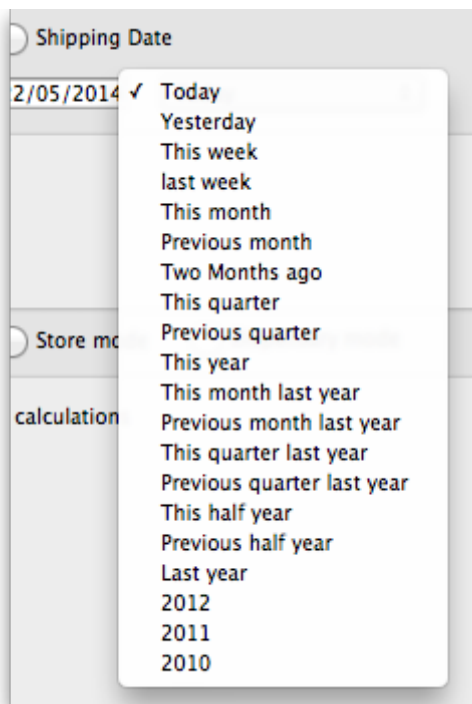 Shipping Date
2/05/2014 ✓ Today
Yesterday
This week
last week
This month
Previous month
Two Months ago
This quarter
Previous quarter
Store
This year
This month last year
calculation
Previous month last year
This quarter last year
Previous quarter last year
This half year
Previous half year
Last year
2012
2011
2010